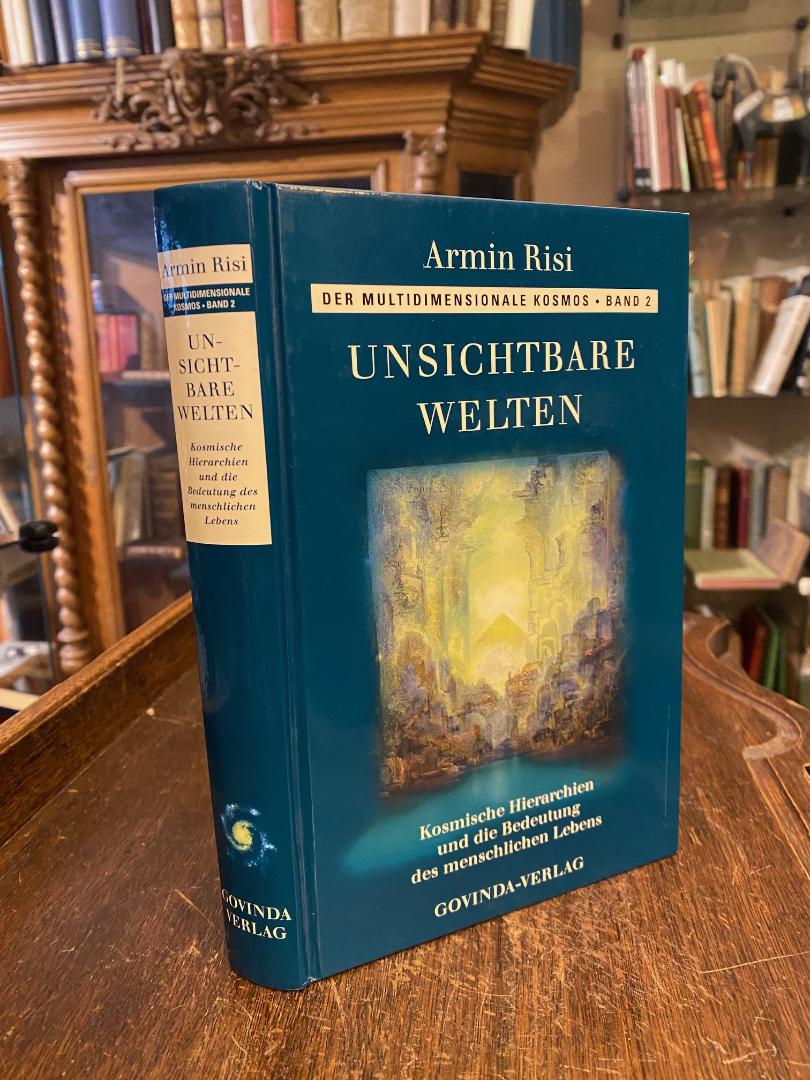 Armin Risi
DER MULTIDIMENSIONALE
KOSMOS • BAND 2
UN-
SICHT-
BARE
WELTEN
Kosmische
Hierarchien
und die
Bedeutung des
menschlichen
Lebens
GOVINDA
VERLAG
Armin Risi
DER MULTIDIMENSIONALE KOSMOS • BAND 2
UNSICHTBARE
WELTEN
Kosmische Hierarchien
und die Bedeutung
des menschlichen Lebens
GOVINDA-VERLAG